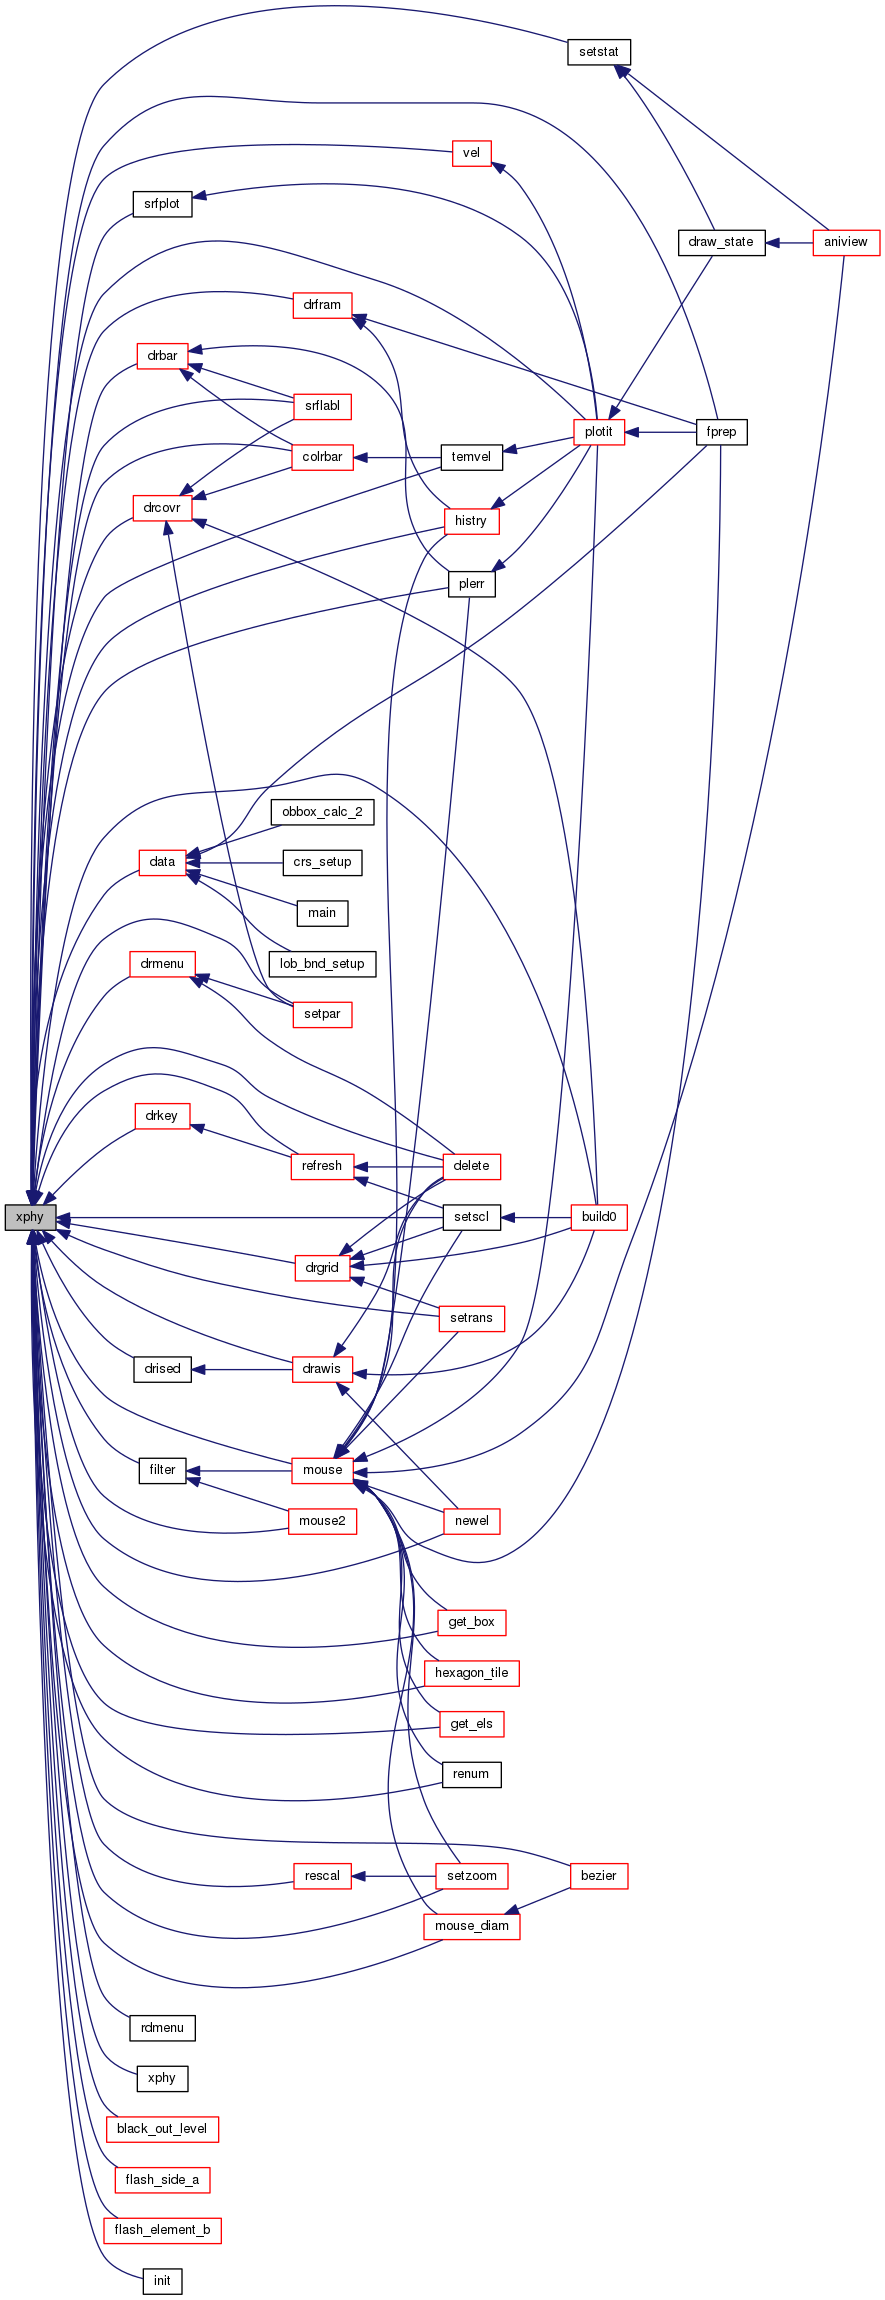 setstat
vel
srfplot
draw_state
aniview
drfram
drbar
srflabl
plotit
fprep
colrbar
temvel
drcovr
histry
plerr
obbox_calc_2
data
crs_setup
main
lob_bnd_setup
drmenu
setpar
drkey
refresh
delete
xphy
setscl
build0
drgrid
setrans
drised
drawis
filter
mouse
mouse2
newel
get_box
hexagon_tile
get_els
renum
rescal
setzoom
bezier
mouse_diam
rdmenu
xphy
black_out_level
flash_side_a
flash_element_b
init